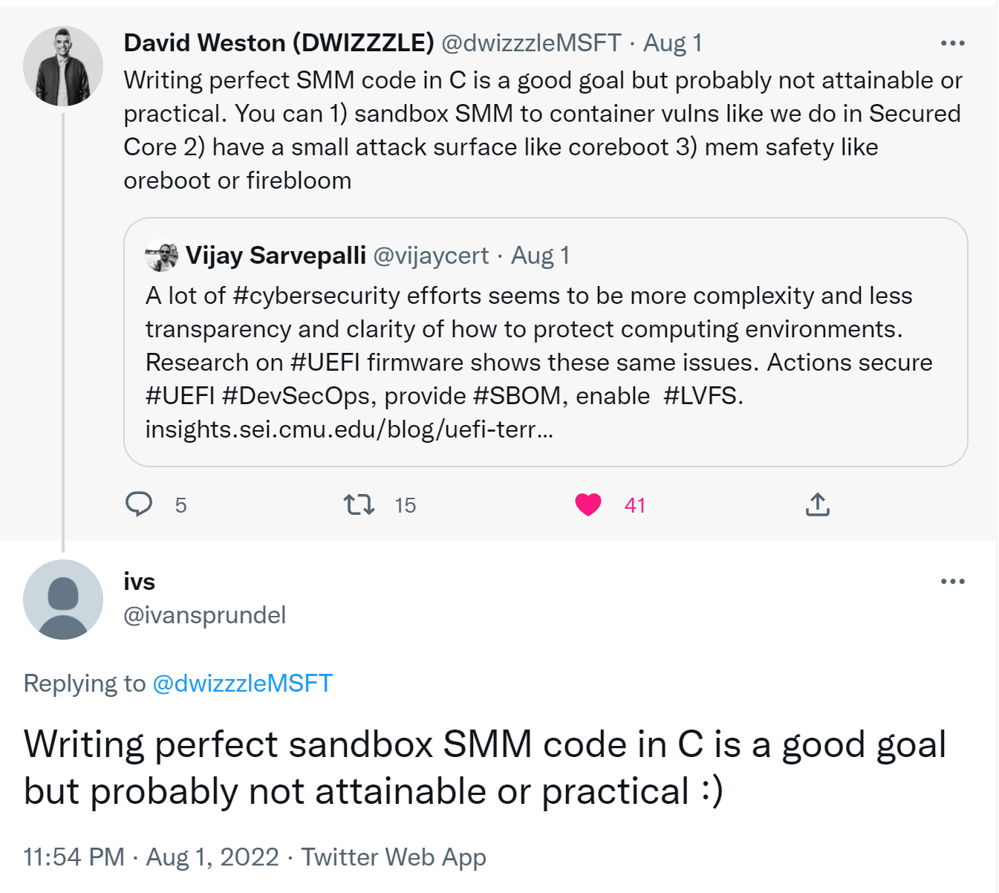 David Weston (DWIZZZLE) @dwizzzleMSFT · Aug 1
Writing perfect SMM code in C is a good goal but probably not attainable or
practical. You can 1) sandbox SMM to container vulns like we do in Secured
Core 2) have a small attack surface like coreboot 3) mem safety like
oreboot or firebloom
Vijay Sarvepalli @vijaycert · Aug 1
A lot of #cybersecurity efforts seems to be more complexity and less
transparency and clarity of how to protect computing environments.
Research on #UEFI firmware shows these same issues. Actions secure
#UEFI #DevSecOps, provide #SBOM, enable  #LVFS.
insights.sei.cmu.edu/blog/uefi-terr...
5 15 41
ivs
@ivansprundel
Replying to @dwizzzleMSFT
Writing perfect sandbox SMM code in C is a good goal
but probably not attainable or practical :)
11:54 PM · Aug 1, 2022 · Twitter Web App